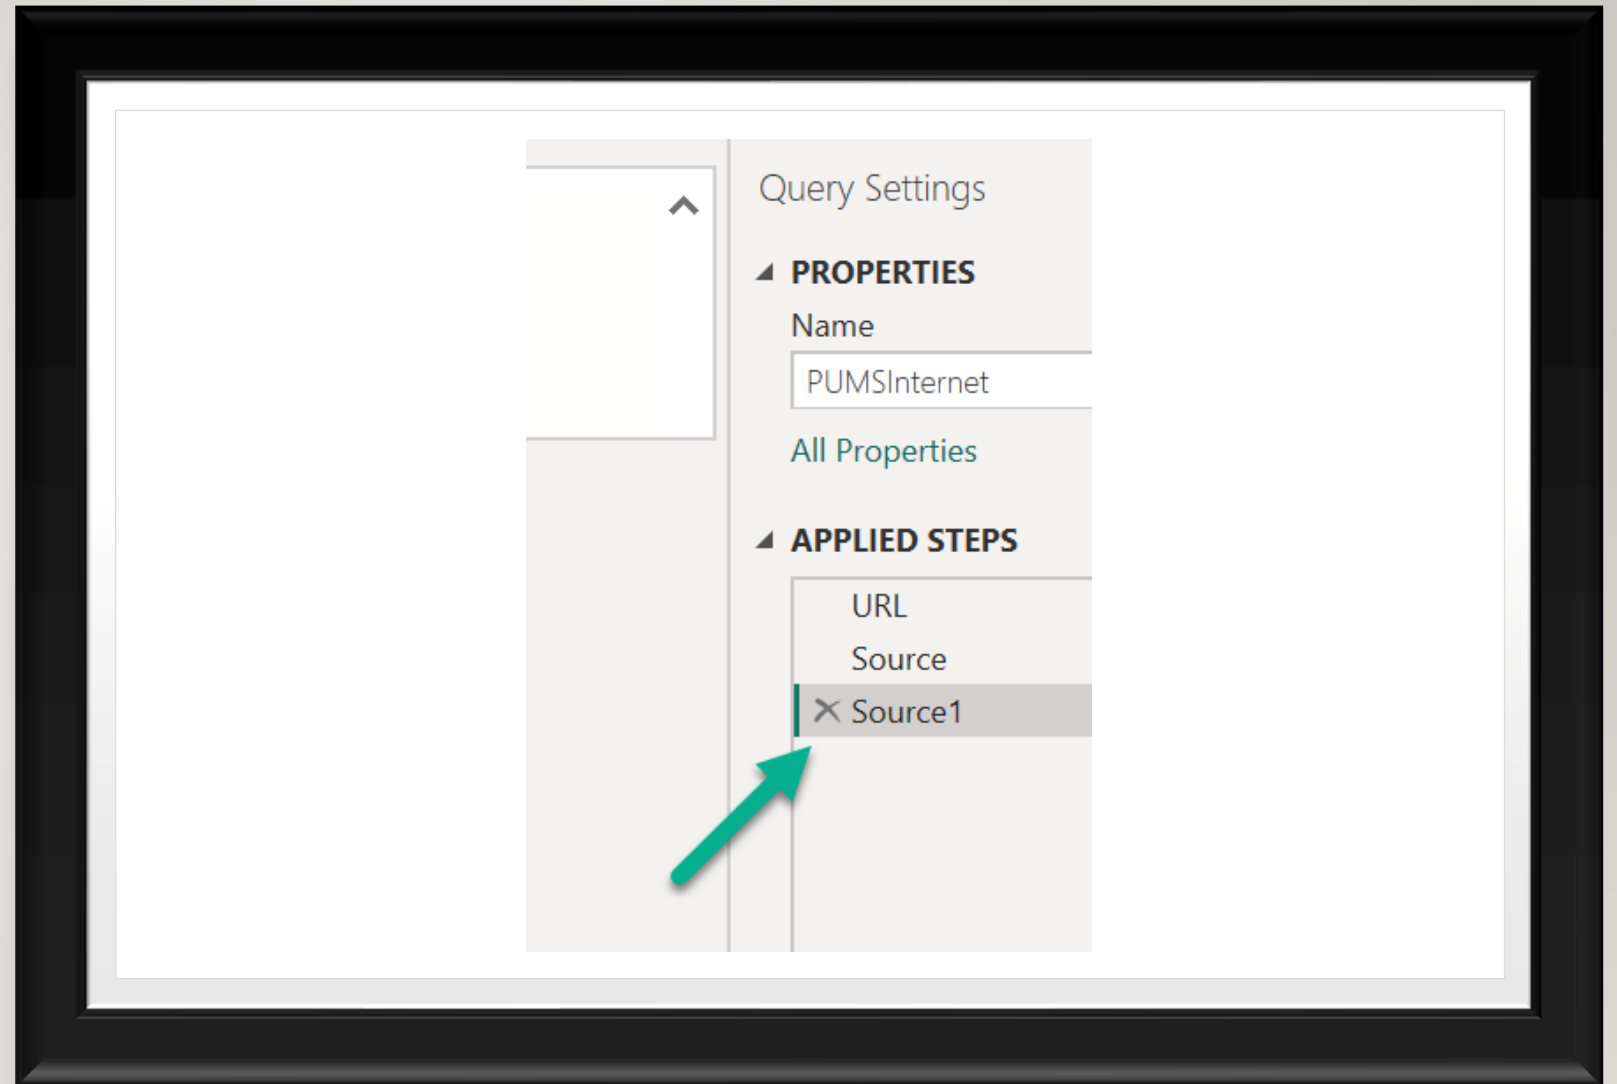 Query Settings
PROPERTIES
Name
PUMSInternet
All Properties
APPLIED STEPS
URL
Source
Source1